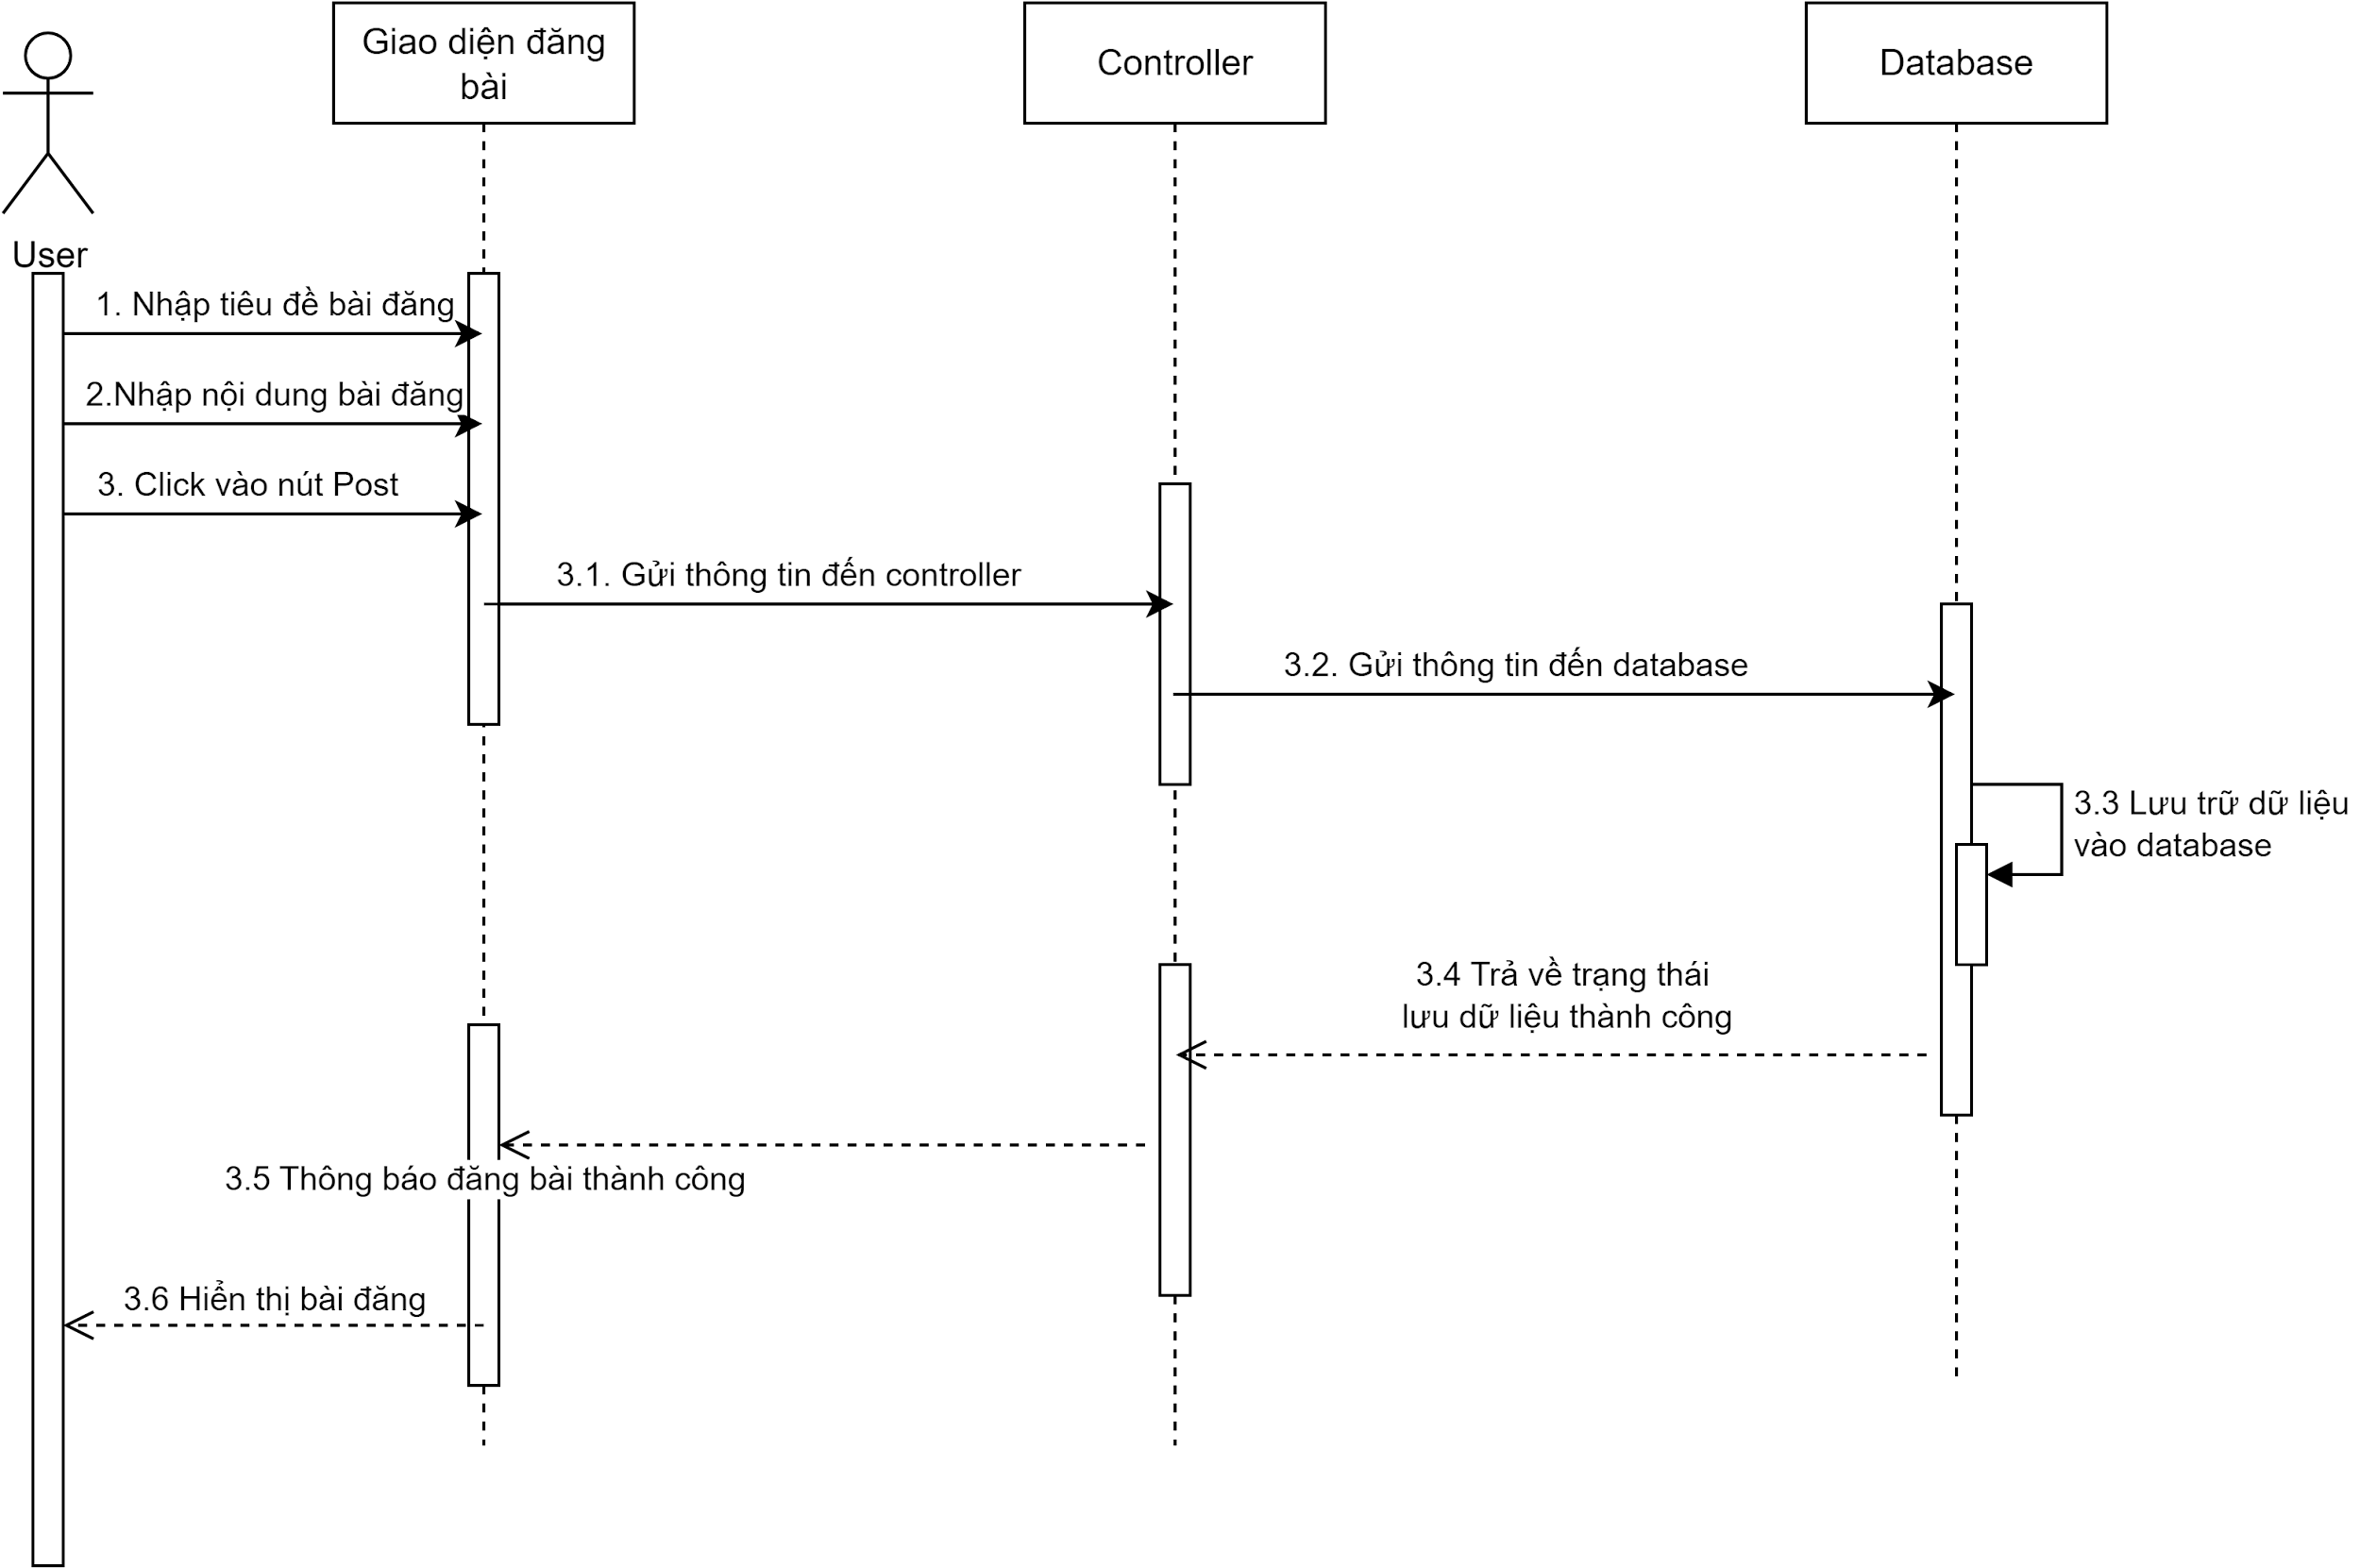 Giao diện đăng
bài
Controller
Database
User
1. Nhập tiêu đề bài đăng
2.Nhập nội dung bài đăng
3. Click vào nút Post
3.1. Gửi thông tin đến controller
3.2. Gửi thông tin đến database
3.3 Lưu trữ dữ liệu
vào database
3.4 Trả về trạng thái
lưu dữ liệu thành công
3.5 Thông báo đăng bài thành công
3.6 Hiển thị bài đăng